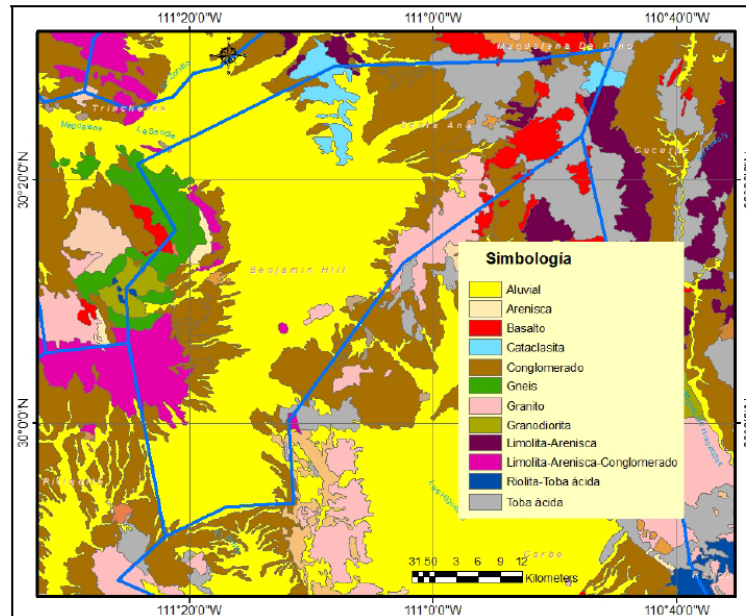 111°20'0"W 111°0'0"W 110°40'0"W
Magdalena De Kino
Trincheras
Magdalena
Santa Ana
Cucurpe
30°20'0"N
Benjamin Hill
Simbología
Aluvial
Arenisca
Basalto
Cataclasita
Conglomerado
Gneis
Granito
Granodiorita
Limolita-Arenisca
Limolita-Arenisca-Conglomerado
Riolita-Toba ácida
Toba ácida
30°0'0"N
Pitiquito
Carbo
3 1.5 0 3 6 9 12
Kilometers
111°20'0"W 111°0'0"W 110°40'0"W